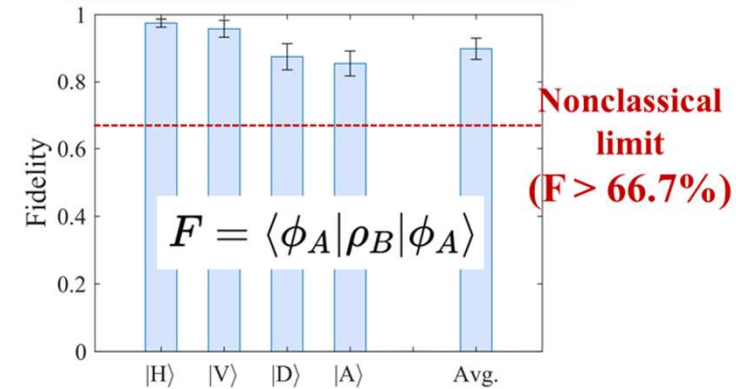 1
0.8
0.6
0.4
0.2
0
Fidelity
F = ⟨ϕ_A|ρ_B|ϕ_A⟩
|H⟩ |V⟩ |D⟩ |A⟩ Avg.
Nonclassical
limit
(F > 66.7%)